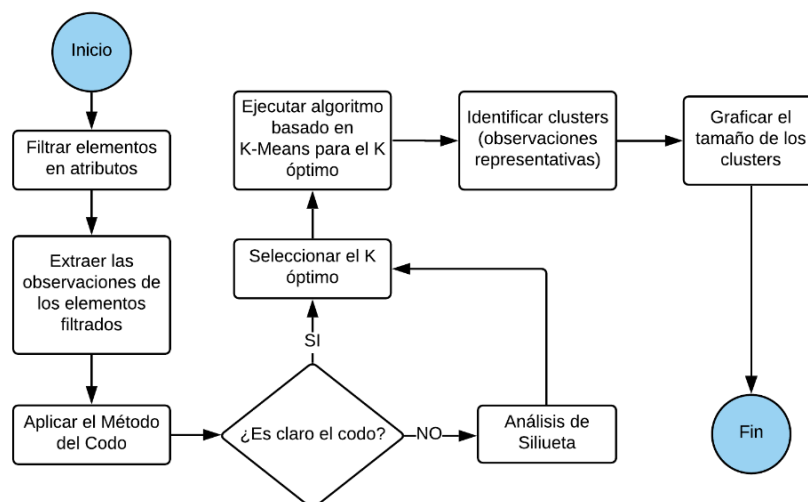 Inicio
Filtrar elementos
en atributos
Extraer las
observaciones de
los elementos
filtrados
Aplicar el Método
del Codo
¿Es claro el codo?
SI
NO
Análisis de
Siliueta
Seleccionar el K
óptimo
Ejecutar algoritmo
basado en
K-Means para el K
óptimo
Identificar clusters
(observaciones
representativas)
Graficar el
tamaño de los
clusters
Fin